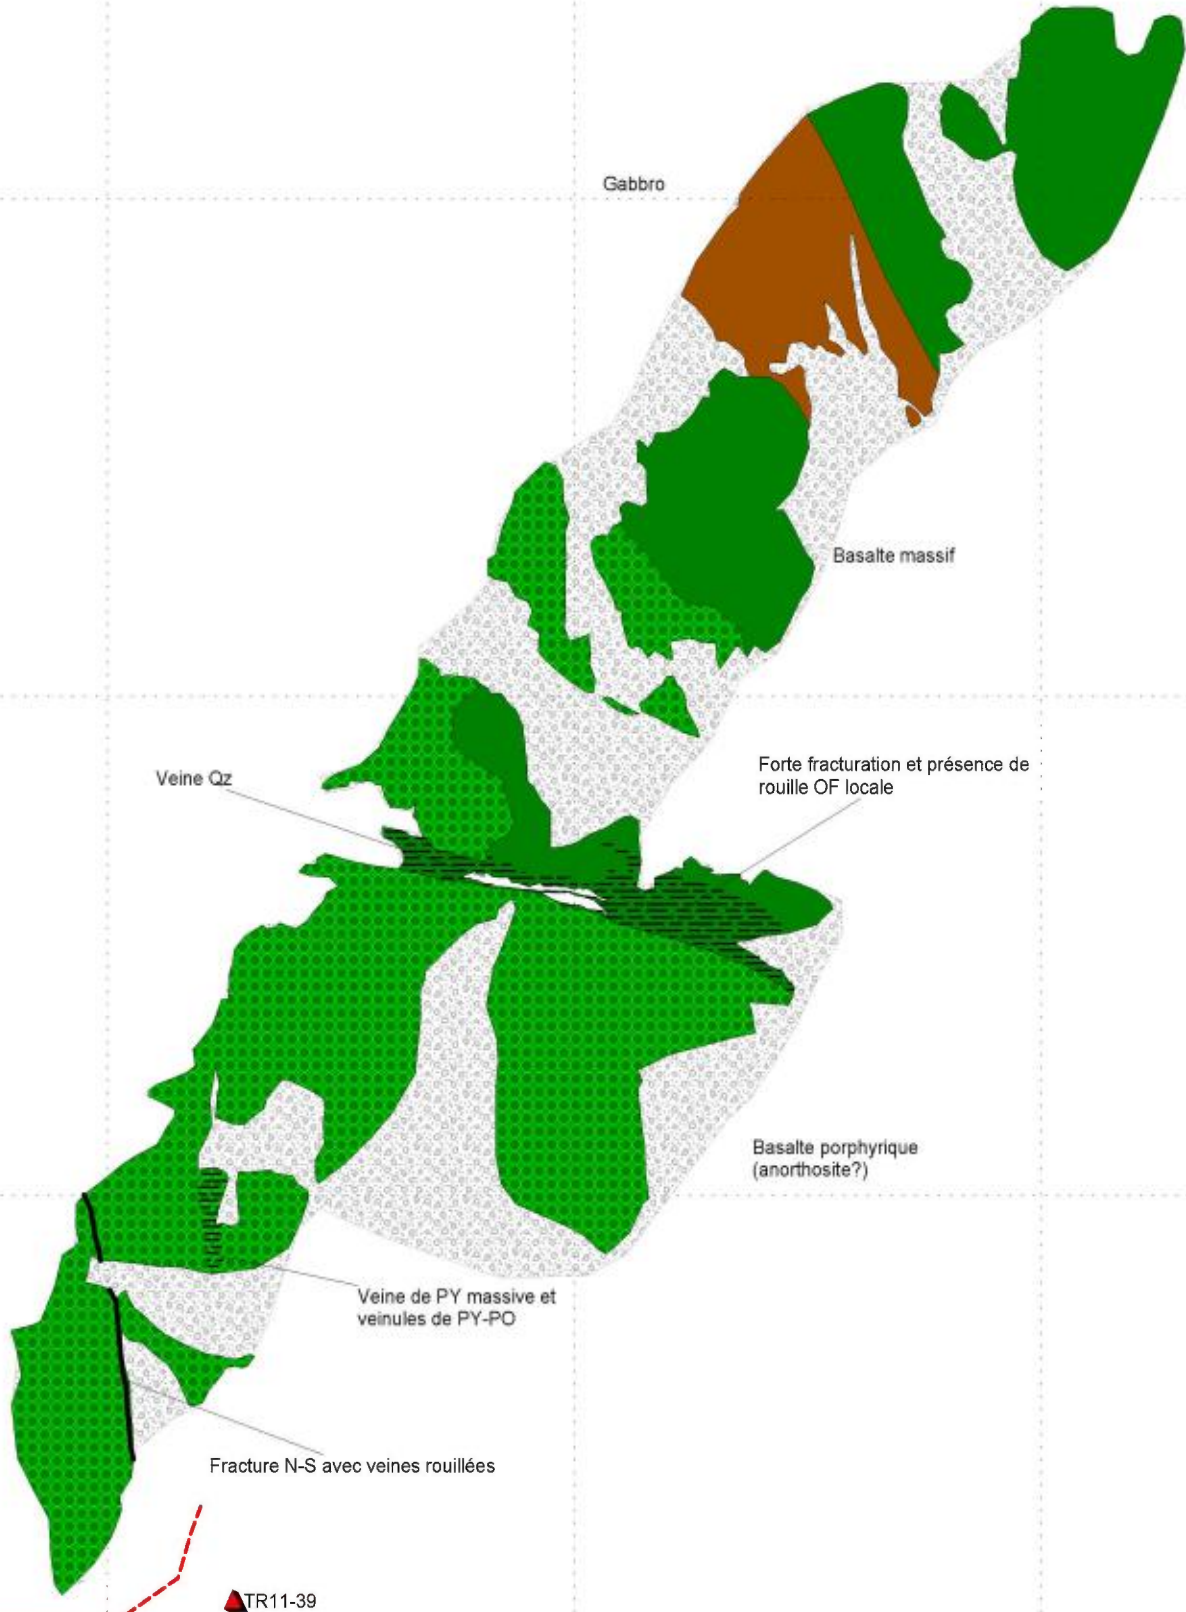 Gabbro
Basalte massif
Forte fracturation et présence de
rouille OF locale
Veine Qz
Basalte porphyrique
(anorthosite?)
Veine de PY massive et
veinules de PY-PO
Fracture N-S avec veines rouillées
TR11-39